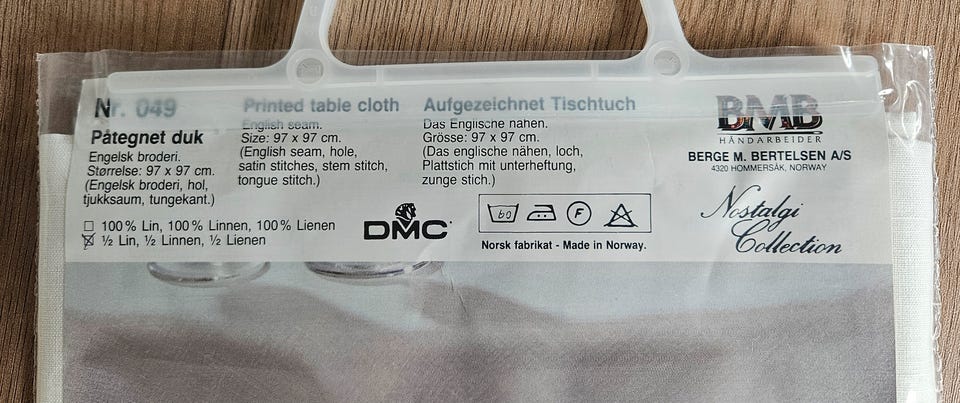 Nr. 049
Påtegnet duk
Engelsk broderi.
Størrelse: 97 x 97 cm.
(Engelsk broderi, hol,
tjukksaum, tungekant.)
100% Lin, 100% Linnen, 100% Lienen
½ Lin, ½ Linnen, ½ Lienen
Printed table cloth
English seam.
Size: 97 x 97 cm.
(English seam, hole,
satin stitches, stem stitch,
tongue stitch.)
DMC
Aufgezeichnet Tischtuch
Das Englische nähen.
Grösse: 97 x 97 cm.
(Das englische nähen, loch,
Plattstich mit unterheftung,
zunge stich.)
60 F
Norsk fabrikat - Made in Norway.
BMB
HÅNDARBEIDER
BERGE M. BERTELSEN A/S
4320 HOMMERSÅK, NORWAY
Nostalgi
Collection